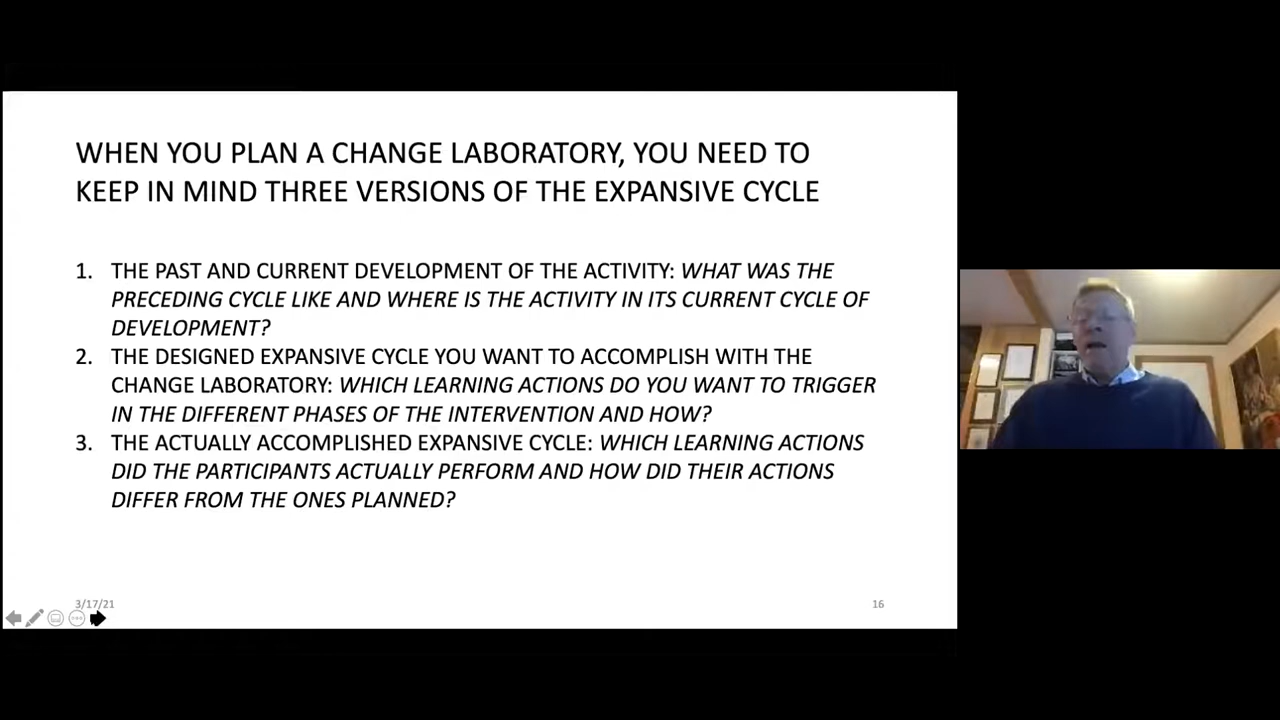 WHEN YOU PLAN A CHANGE LABORATORY, YOU NEED TO
KEEP IN MIND THREE VERSIONS OF THE EXPANSIVE CYCLE
1. THE PAST AND CURRENT DEVELOPMENT OF THE ACTIVITY: WHAT WAS THE
PRECEDING CYCLE LIKE AND WHERE IS THE ACTIVITY IN ITS CURRENT CYCLE OF
DEVELOPMENT?
2. THE DESIGNED EXPANSIVE CYCLE YOU WANT TO ACCOMPLISH WITH THE
CHANGE LABORATORY: WHICH LEARNING ACTIONS DO YOU WANT TO TRIGGER
IN THE DIFFERENT PHASES OF THE INTERVENTION AND HOW?
3. THE ACTUALLY ACCOMPLISHED EXPANSIVE CYCLE: WHICH LEARNING ACTIONS
DID THE PARTICIPANTS ACTUALLY PERFORM AND HOW DID THEIR ACTIONS
DIFFER FROM THE ONES PLANNED?
3/17/21
16